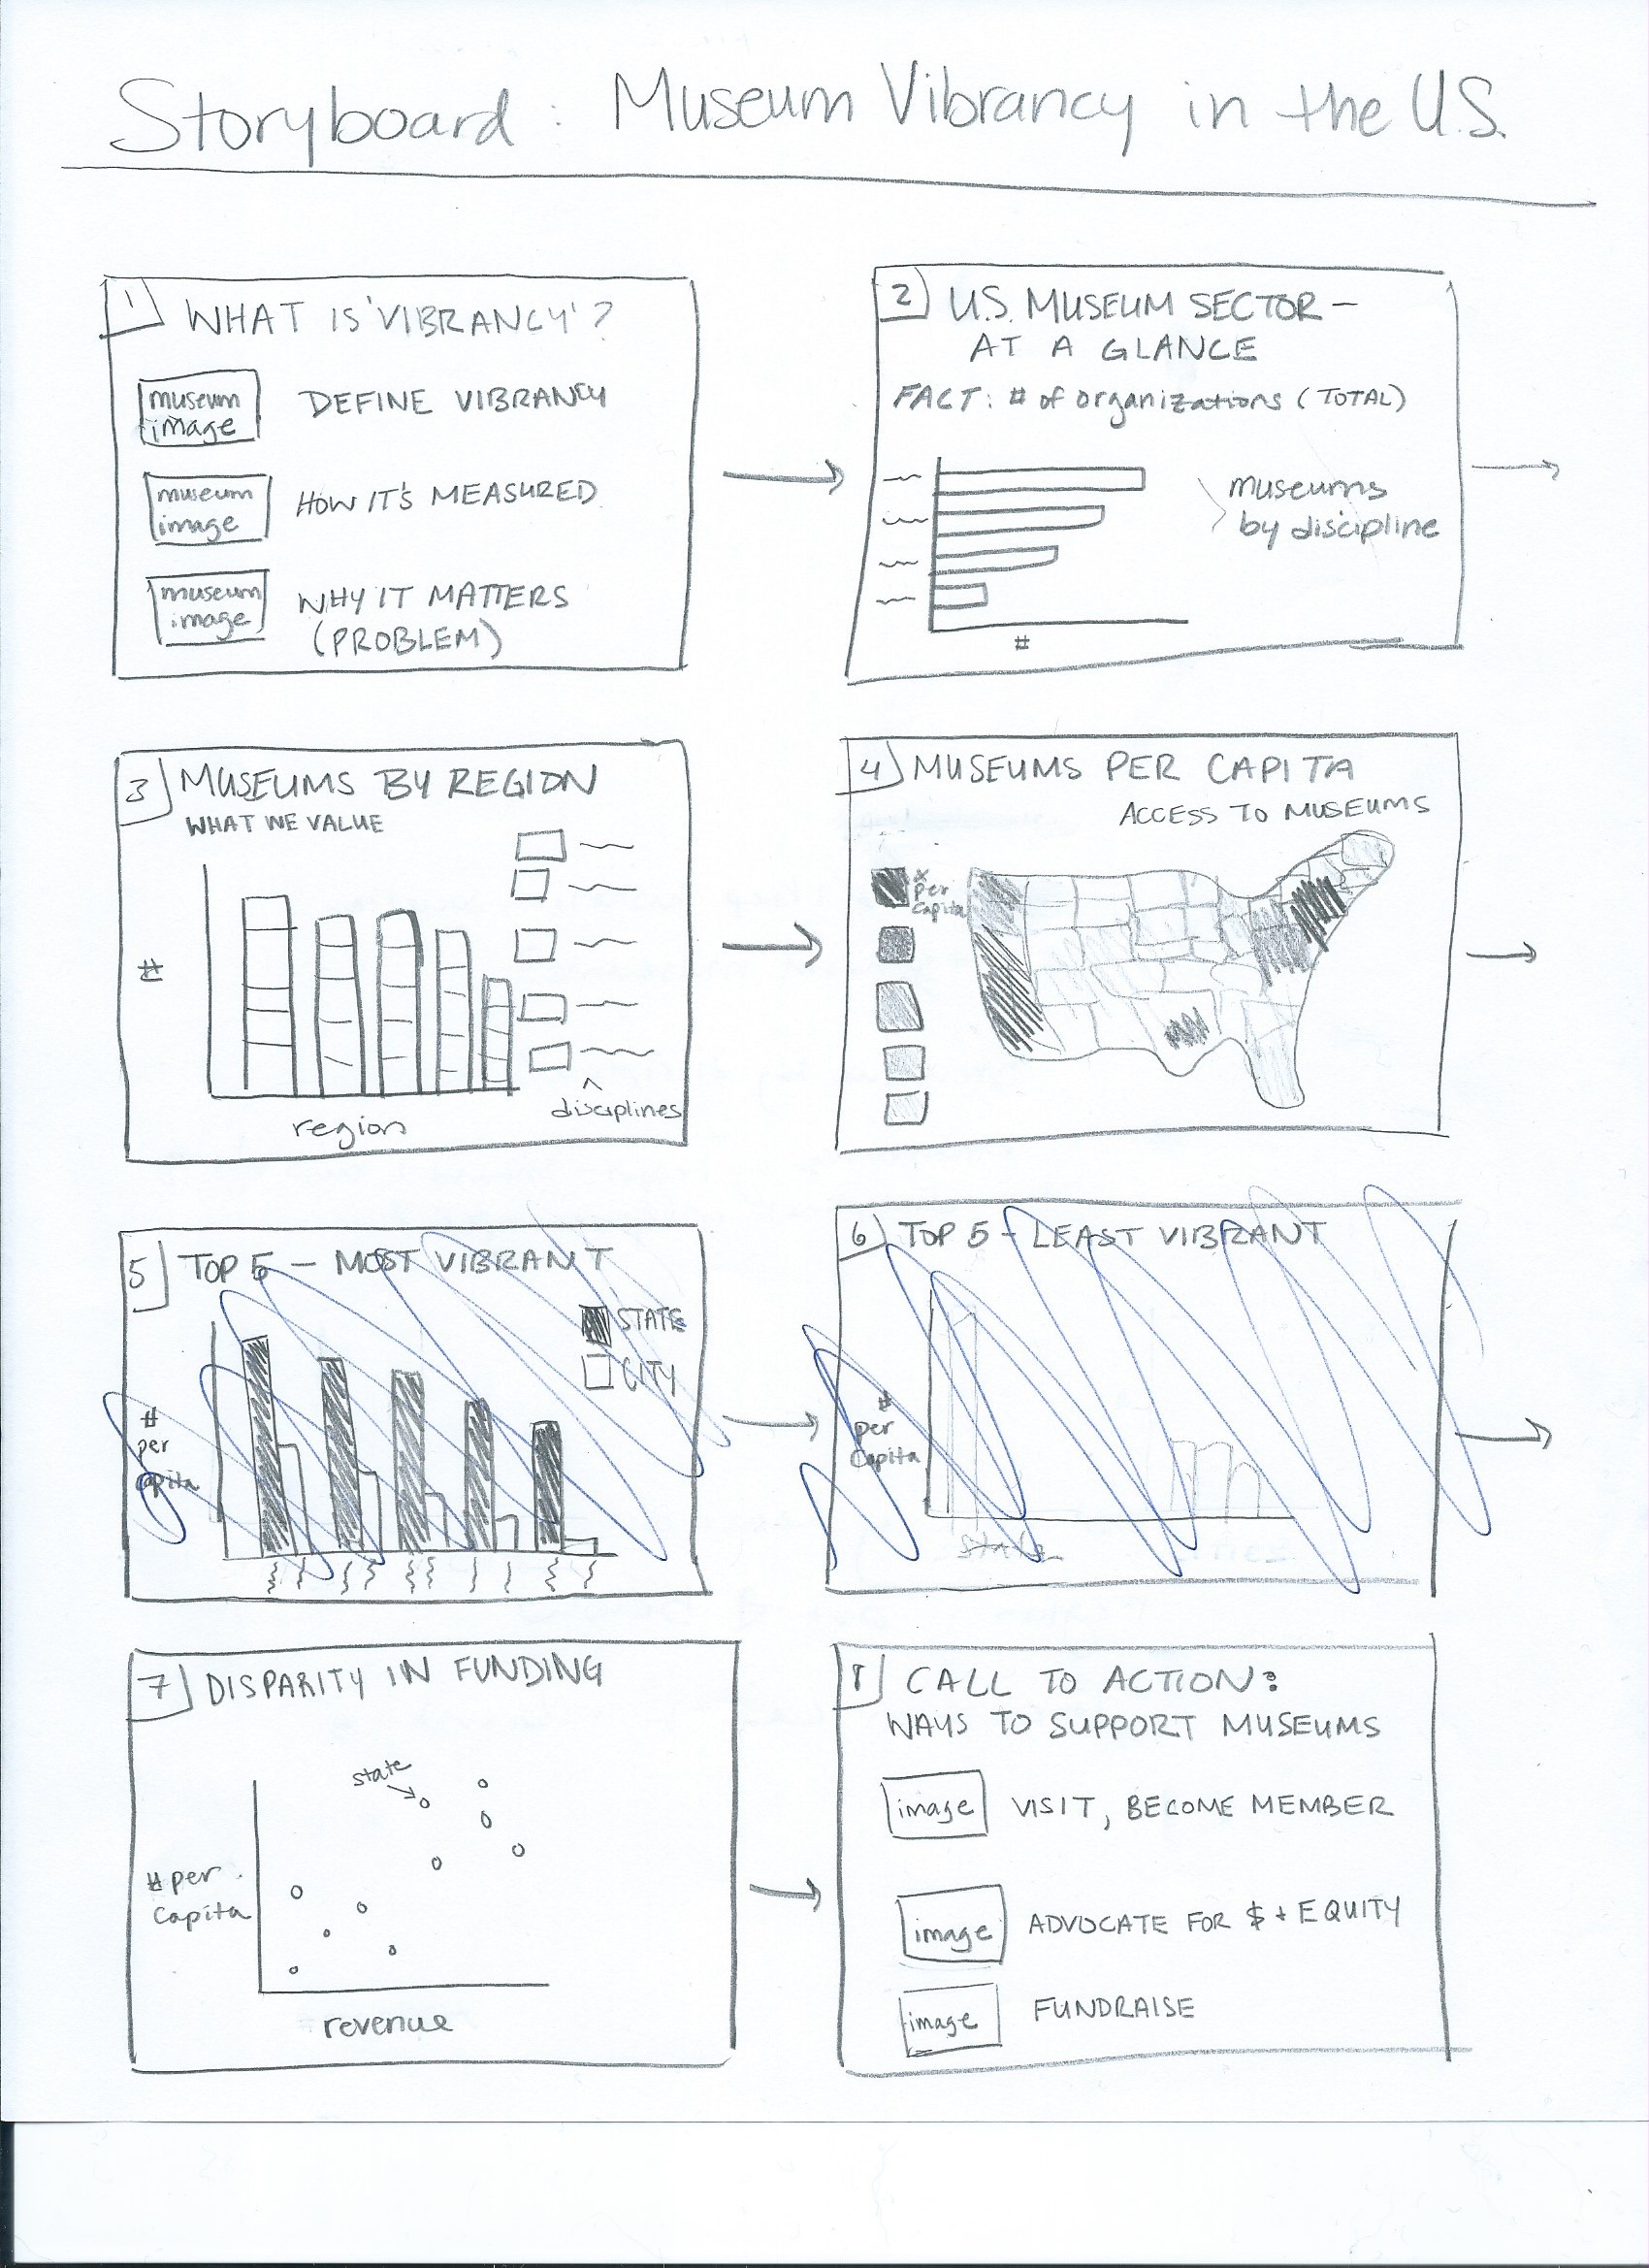 Storyboard: Museum Vibrancy in the U.S.
1 WHAT IS 'VIBRANCY'?
museum
image
DEFINE VIBRANCY
museum
image
HOW IT'S MEASURED
museum
image
WHY IT MATTERS
(PROBLEM)
2 U.S. MUSEUM SECTOR —
AT A GLANCE
FACT: # of organizations (TOTAL)
museums
by discipline
#
3 MUSEUMS BY REGION
WHAT WE VALUE
#
region
disciplines
4 MUSEUMS PER CAPITA
ACCESS TO MUSEUMS
x
per
capita
5 TOP 5 — MOST VIBRANT
STATE
CITY
#
per
capita
6 TOP 5 - LEAST VIBRANT
#
per
capita
state
7 DISPARITY IN FUNDING
state
# per
capita
revenue
8 CALL TO ACTION:
WAYS TO SUPPORT MUSEUMS
image
VISIT, BECOME MEMBER
image
ADVOCATE FOR $ + EQUITY
image
FUNDRAISE